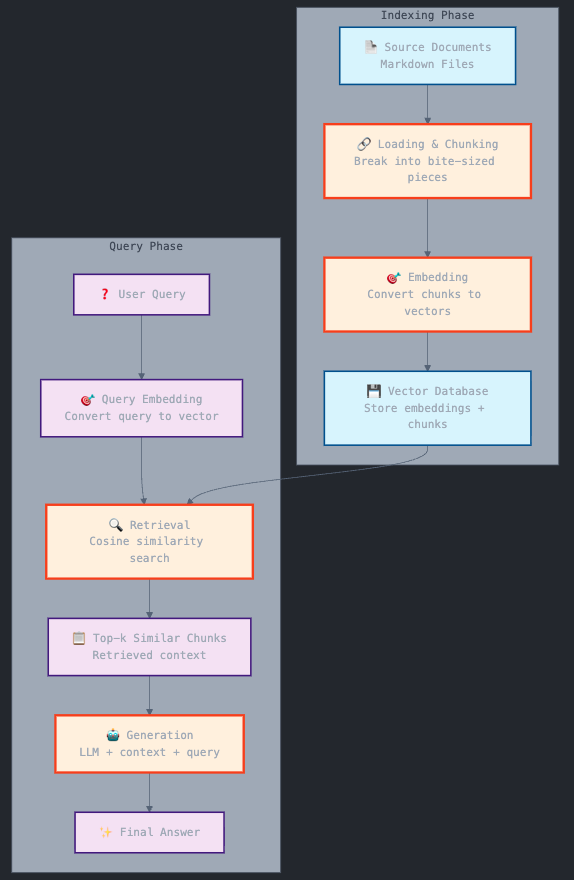 Indexing Phase
Source Documents
Markdown Files
Loading & Chunking
Break into bite-sized
pieces
Embedding
Convert chunks to
vectors
Vector Database
Store embeddings +
chunks
Query Phase
❓ User Query
Query Embedding
Convert query to vector
Retrieval
Cosine similarity
search
Top-k Similar Chunks
Retrieved context
Generation
LLM + context + query
Final Answer